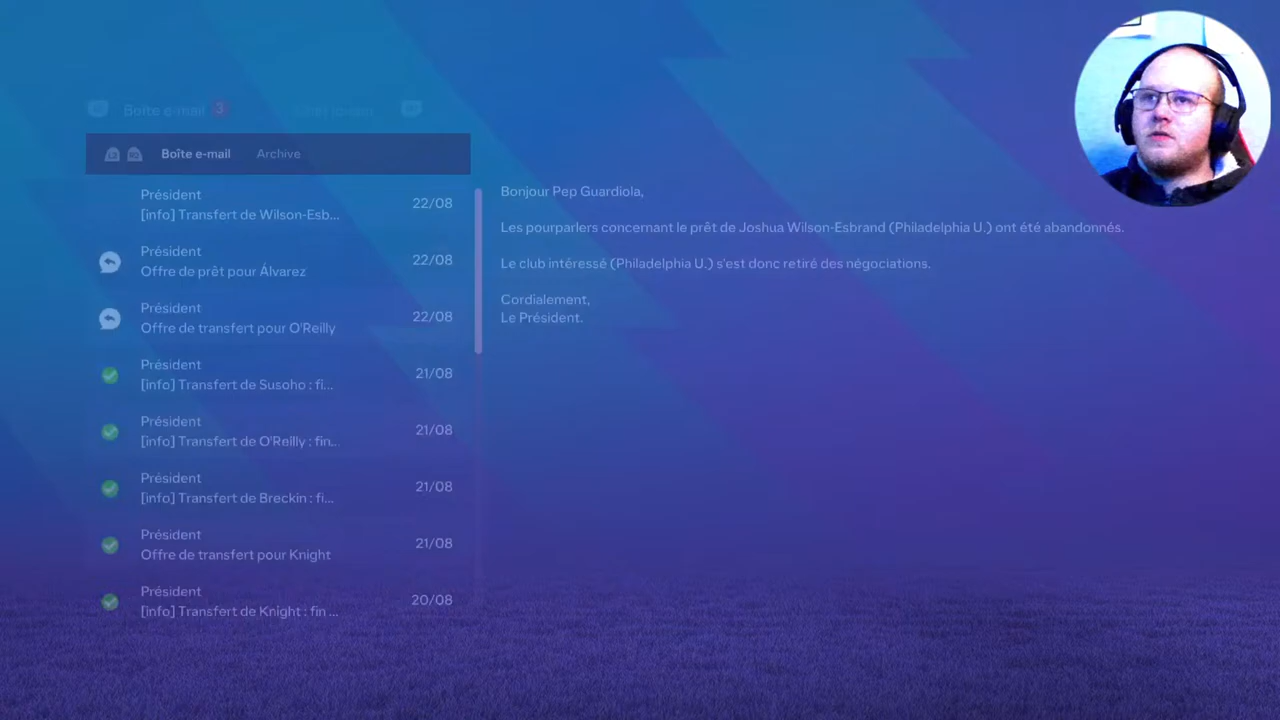 Boîte e-mail 3
Boîte e-mail Archive
Président
[info] Transfert de Wilson-Esb... 22/08
Président
Offre de prêt pour Álvarez 22/08
Président
Offre de transfert pour O'Reilly 22/08
Président
[info] Transfert de Susoho : fi... 21/08
Président
[info] Transfert de O'Reilly : fin... 21/08
Président
[info] Transfert de Breckin : fi... 21/08
Président
Offre de transfert pour Knight 21/08
Président
[info] Transfert de Knight : fin ... 20/08
Bonjour Pep Guardiola,
Les pourparlers concernant le prêt de Joshua Wilson-Esbrand (Philadelphia U.) ont été abandonnés.
Le club intéressé (Philadelphia U.) s'est donc retiré des négociations.
Cordialement,
Le Président.